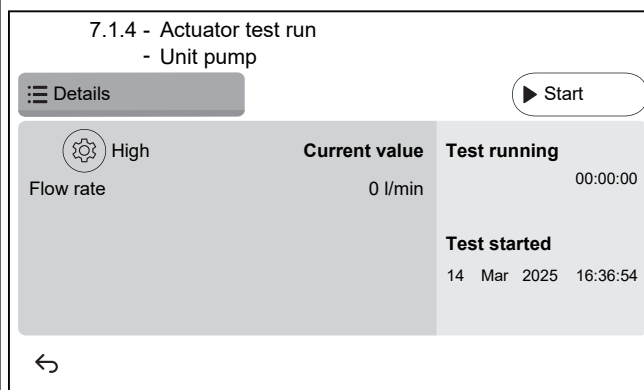 7.1.4 - Actuator test run
- Unit pump
Details
Start
High
Current value
Flow rate
0 l/min
Test running
00:00:00
Test started
14 Mar 2025 16:36:54